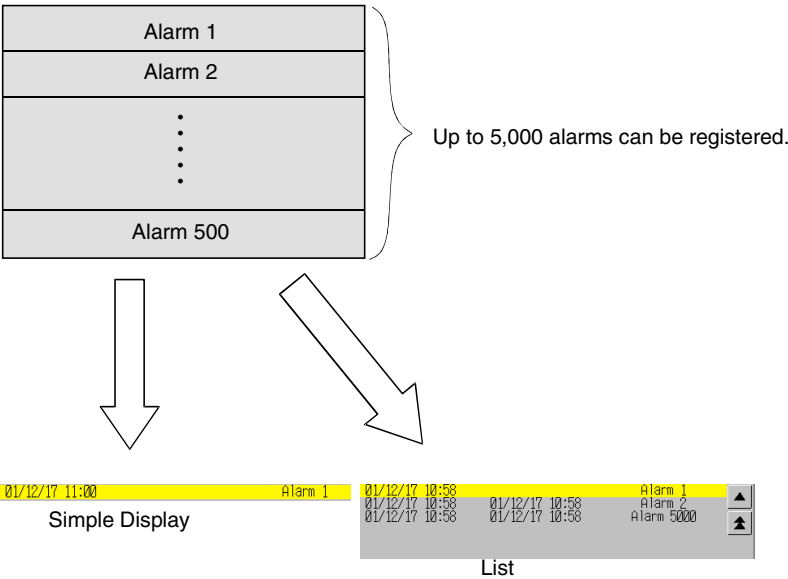 Alarm 1
Alarm 2
Up to 5,000 alarms can be registered.
Alarm 500
01/12/17 11:00 Alarm 1
Simple Display
01/12/17 10:58 Alarm 1
01/12/17 10:58 01/12/17 10:58 Alarm 2
01/12/17 10:58 01/12/17 10:58 Alarm 5000
List